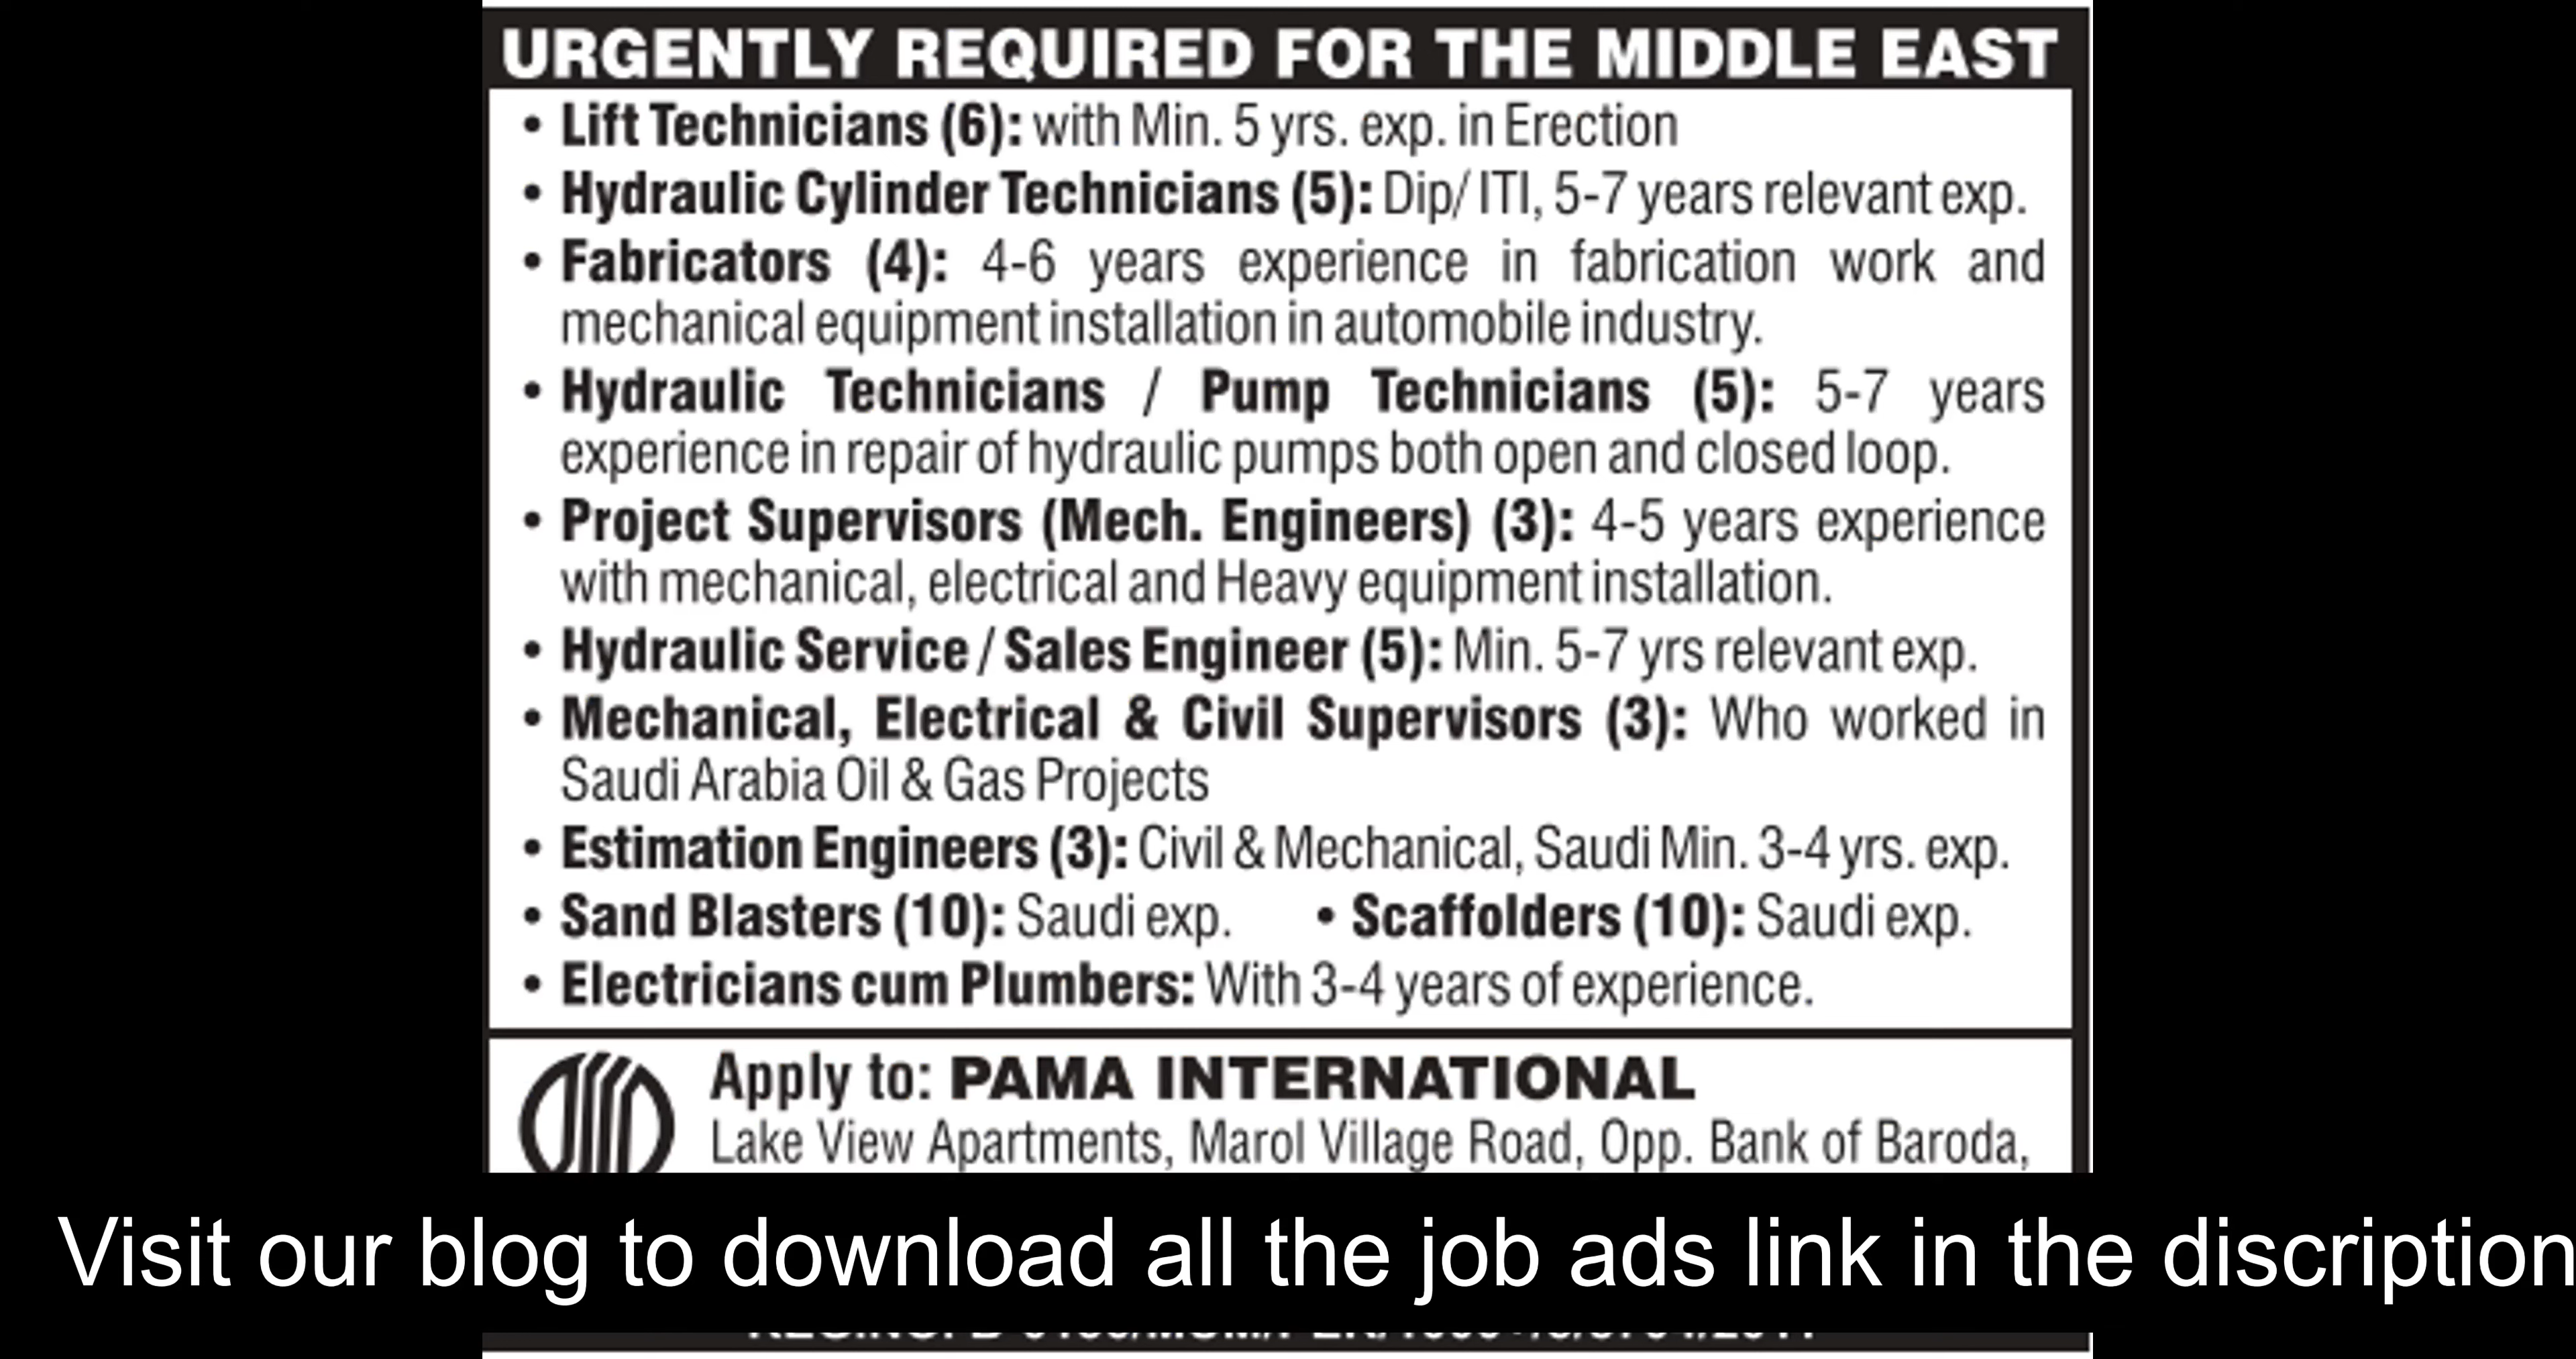 URGENTLY REQUIRED FOR THE MIDDLE EAST
• Lift Technicians (6): with Min. 5 yrs. exp. in Erection
• Hydraulic Cylinder Technicians (5): Dip/ ITI, 5-7 years relevant exp.
• Fabricators (4): 4-6 years experience in fabrication work and
mechanical equipment installation in automobile industry.
• Hydraulic Technicians / Pump Technicians (5): 5-7 years
experience in repair of hydraulic pumps both open and closed loop.
• Project Supervisors (Mech. Engineers) (3): 4-5 years experience
with mechanical, electrical and Heavy equipment installation.
• Hydraulic Service / Sales Engineer (5): Min. 5-7 yrs relevant exp.
• Mechanical, Electrical & Civil Supervisors (3): Who worked in
Saudi Arabia Oil & Gas Projects
• Estimation Engineers (3): Civil & Mechanical, Saudi Min. 3-4 yrs. exp.
• Sand Blasters (10): Saudi exp. • Scaffolders (10): Saudi exp.
• Electricians cum Plumbers: With 3-4 years of experience.
Apply to: PAMA INTERNATIONAL
Lake View Apartments, Marol Village Road, Opp. Bank of Baroda,
Visit our blog to download all the job ads link in the discription